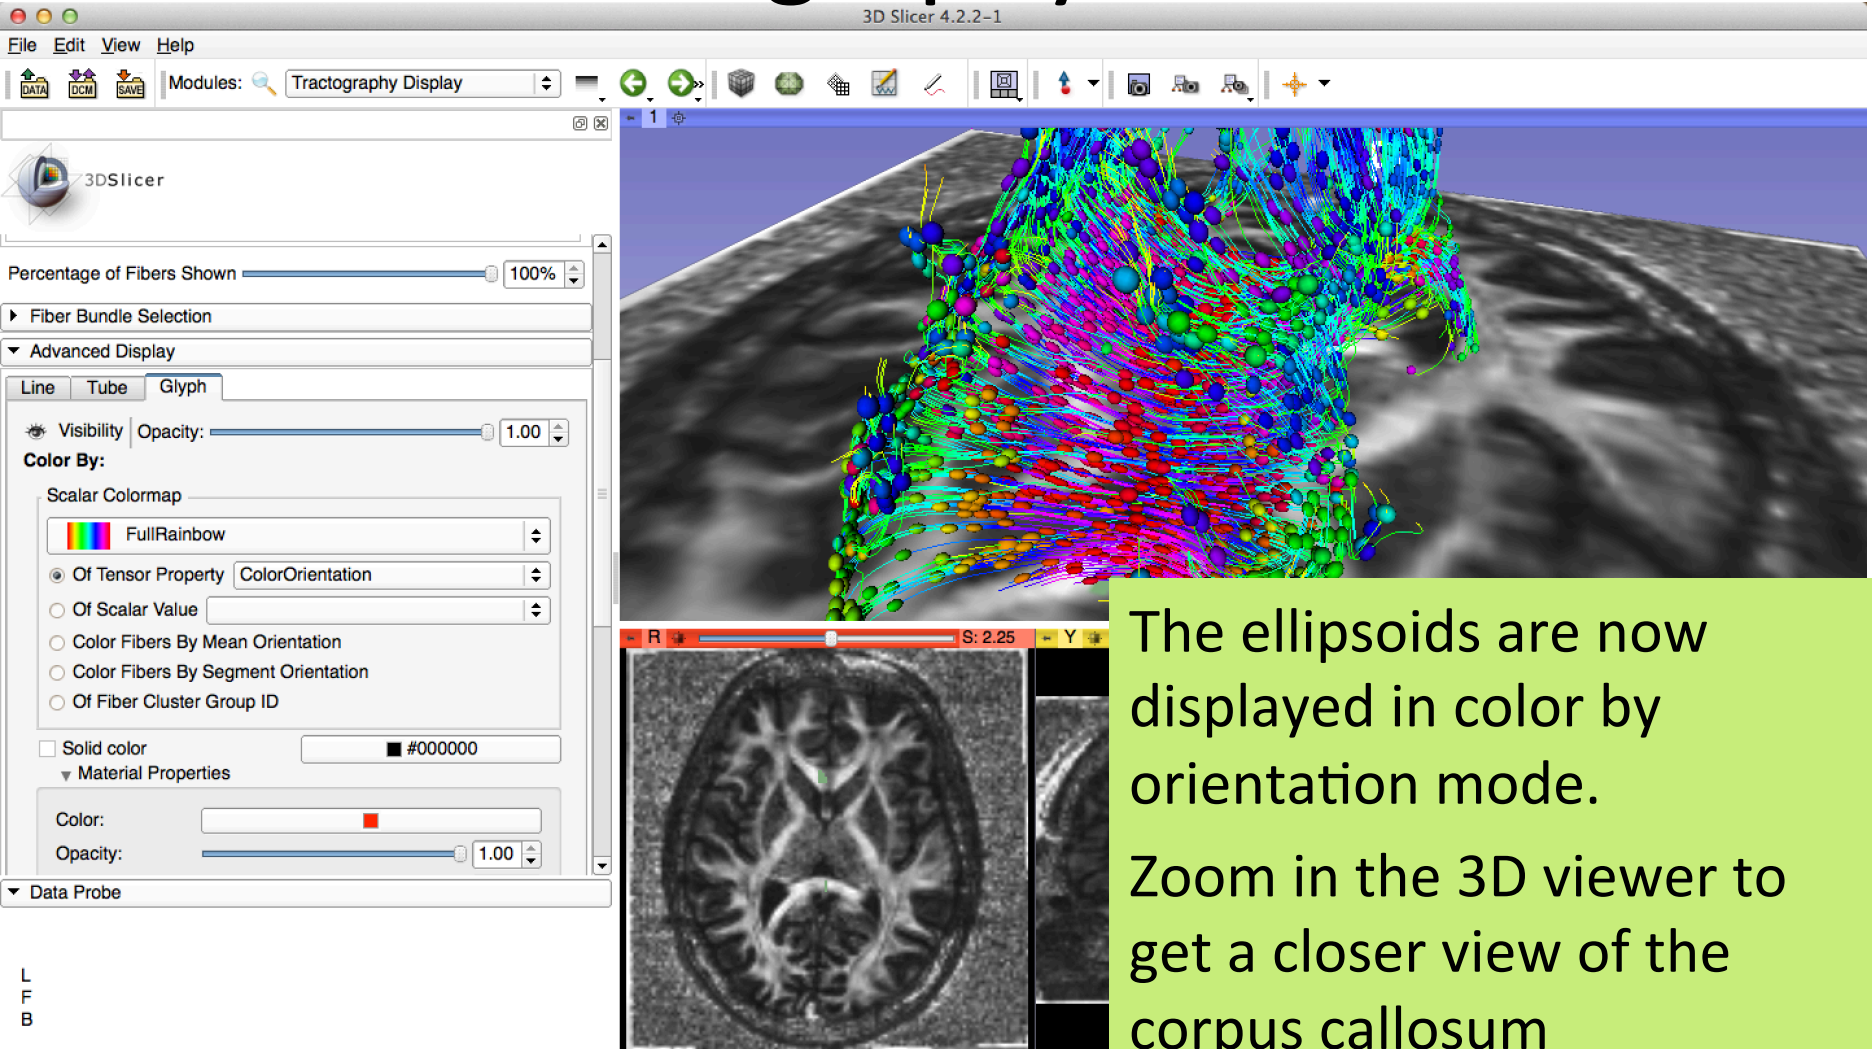 3D Slicer 4.2.2-1
File Edit View Help
DATA DCM SAVE Modules: Tractography Display
1
3DSlicer
Percentage of Fibers Shown 100%
Fiber Bundle Selection
Advanced Display
Line Tube Glyph
Visibility Opacity: 1.00
Color By:
Scalar Colormap
FullRainbow
Of Tensor Property ColorOrientation
Of Scalar Value
Color Fibers By Mean Orientation
Color Fibers By Segment Orientation
Of Fiber Cluster Group ID
Solid color #000000
Material Properties
Color:
Opacity: 1.00
Data Probe
L
F
B
R S: 2.25 Y
The ellipsoids are now
displayed in color by
orientation mode.
Zoom in the 3D viewer to
get a closer view of the
corpus callosum